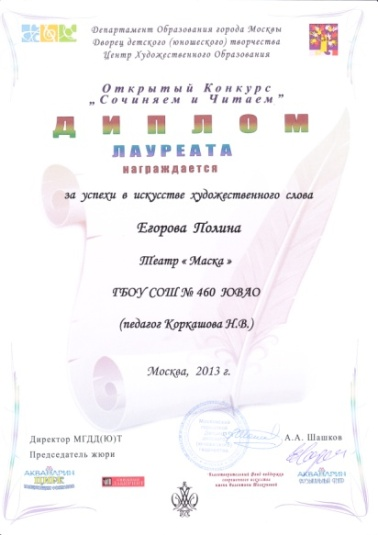 Департамент Образования города Москвы
Дворец детского (юношеского) творчества
Центр Художественного Образования
Открытый Конкурс
„Сочиняем и Читаем”
ДИПЛОМ
ЛАУРЕАТА
награждается
за успехи в искусстве художественного слова
Егорова Полина
Театр « Маска »
ГБОУ СОШ № 460 ЮВАО
(педагог Коркашова Н.В.)
Москва, 2013 г.
Директор МГДД(Ю)Т
А.А. Шашков
Председатель жюри